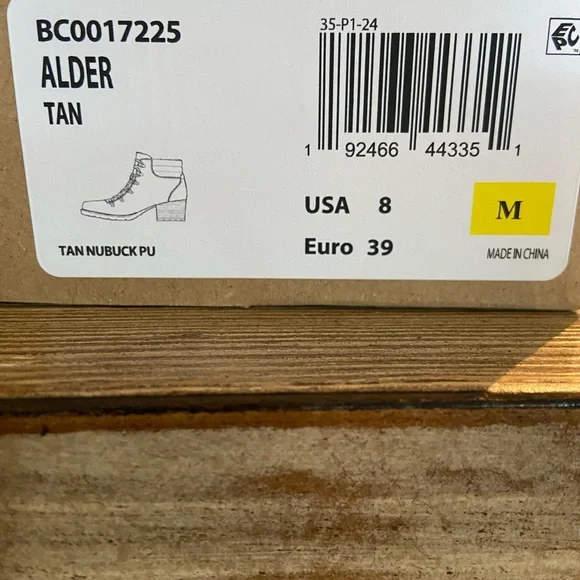 BC0017225
ALDER
TAN
TAN NUBUCK PU
35-P1-24
1 92466 44335 1
USA 8
Euro 39
M
MADE IN CHINA
EPC